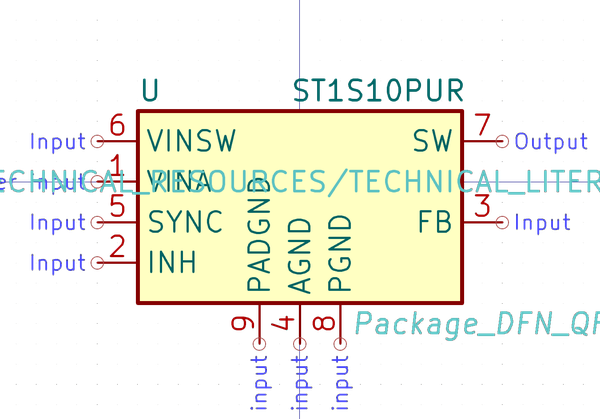 U ST1S10PUR
Input 6 VINSW SW 7 Output
er Input 1 VINA
ECHNICAL_RESOURCES/TECHNICAL_LITER
Input 5 SYNC FB 3 Input
Input 2 INH
PADGND AGND PGND
9 4 8
Package_DFN_QF
input input input